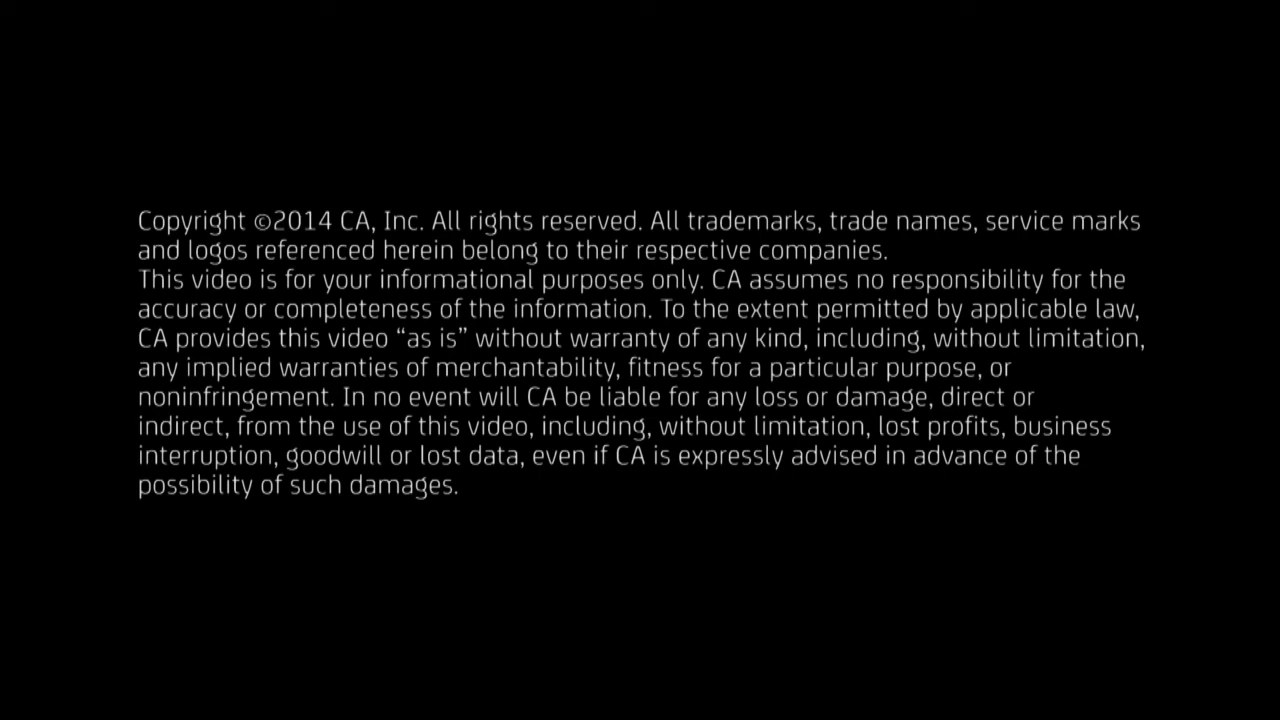 Copyright ©2014 CA, Inc. All rights reserved. All trademarks, trade names, service marks
and logos referenced herein belong to their respective companies.
This video is for your informational purposes only. CA assumes no responsibility for the
accuracy or completeness of the information. To the extent permitted by applicable law,
CA provides this video “as is” without warranty of any kind, including, without limitation,
any implied warranties of merchantability, fitness for a particular purpose, or
noninfringement. In no event will CA be liable for any loss or damage, direct or
indirect, from the use of this video, including, without limitation, lost profits, business
interruption, goodwill or lost data, even if CA is expressly advised in advance of the
possibility of such damages.